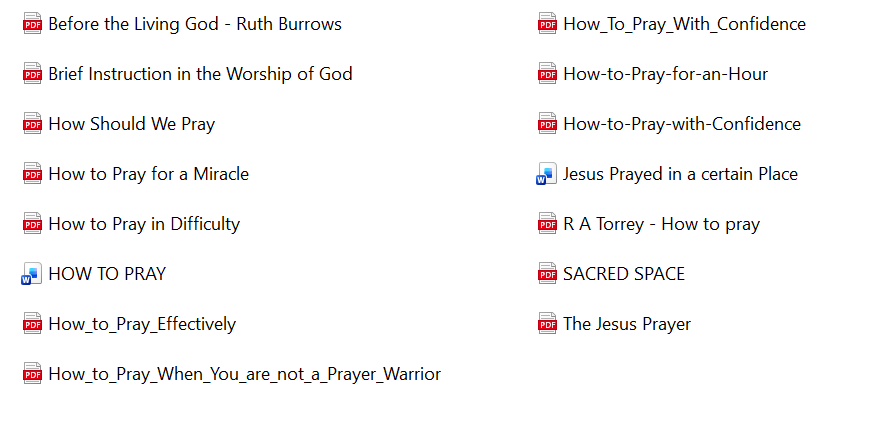 Before the Living God - Ruth Burrows
Brief Instruction in the Worship of God
How Should We Pray
How to Pray for a Miracle
How to Pray in Difficulty
HOW TO PRAY
How_to_Pray_Effectively
How_to_Pray_When_You_are_not_a_Prayer_Warrior
How_To_Pray_With_Confidence
How-to-Pray-for-an-Hour
How-to-Pray-with-Confidence
Jesus Prayed in a certain Place
R A Torrey - How to pray
SACRED SPACE
The Jesus Prayer